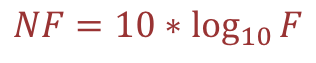 NF = 10 * log₁₀ F